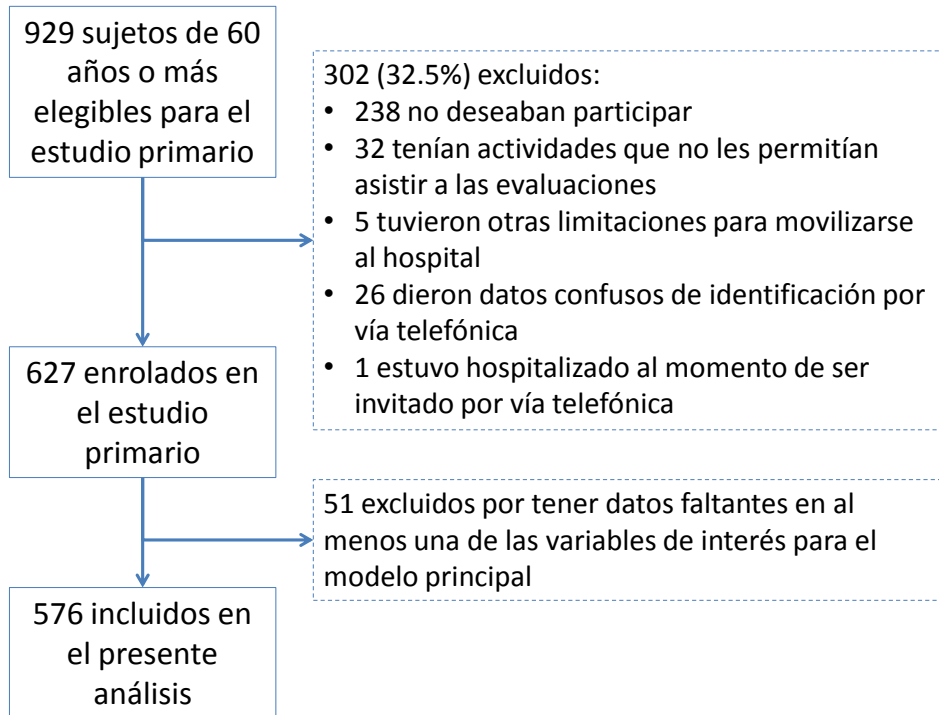 929 sujetos de 60
años o más
elegibles para el
estudio primario
302 (32.5%) excluidos:
• 238 no deseaban participar
• 32 tenían actividades que no les permitían
asistir a las evaluaciones
• 5 tuvieron otras limitaciones para movilizarse
al hospital
• 26 dieron datos confusos de identificación por
vía telefónica
• 1 estuvo hospitalizado al momento de ser
invitado por vía telefónica
627 enrolados en
el estudio
primario
51 excluidos por tener datos faltantes en al
menos una de las variables de interés para el
modelo principal
576 incluidos en
el presente
análisis